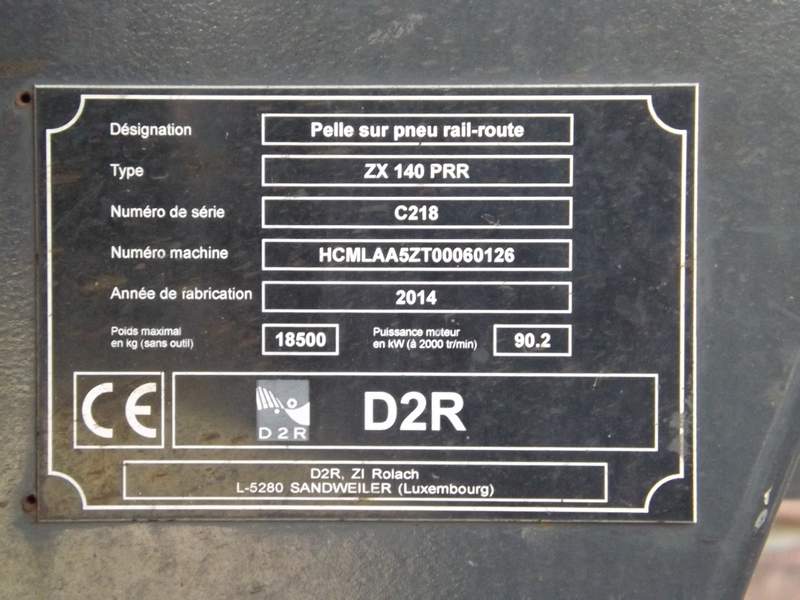 Désignation Pelle sur pneu rail-route
Type ZX 140 PRR
Numéro de série C218
Numéro machine HCMLAA5ZT00060126
Année de rabrication 2014
Poids maximal
en kg (sans outil) 18500
Puissance moteur
en kW (à 2000 tr/min) 90.2
CE
D2R
D2R
D2R, ZI Rolach
L-5280 SANDWEILER (Luxembourg)